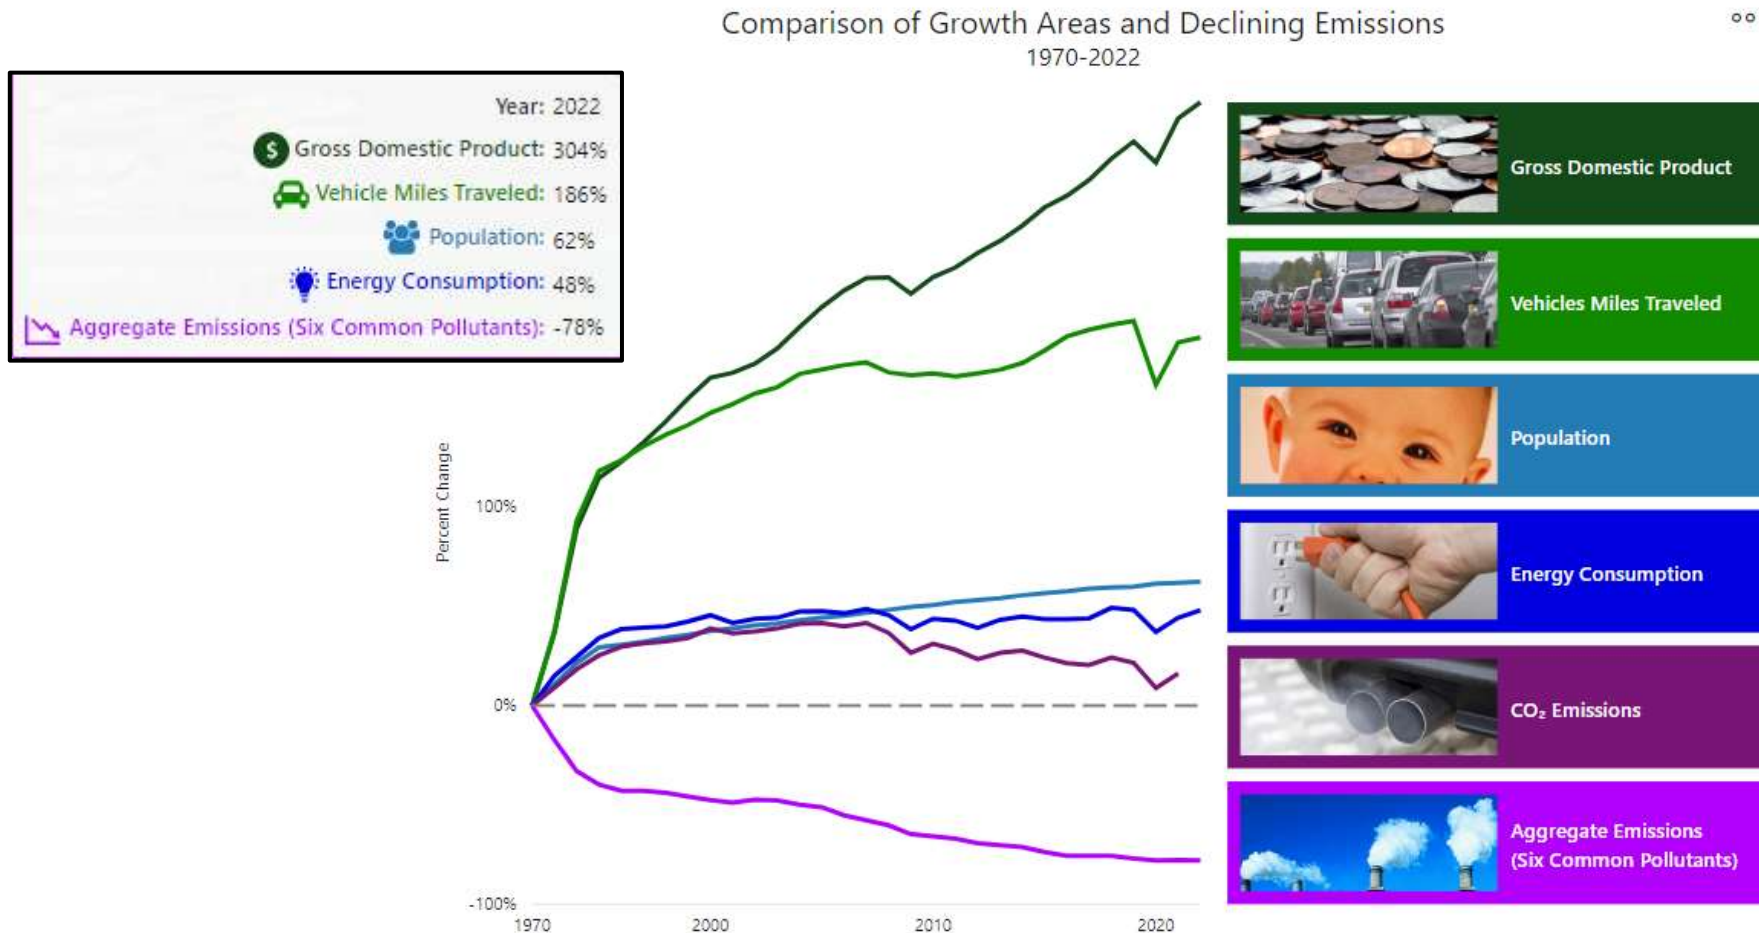 Comparison of Growth Areas and Declining Emissions
1970-2022
Year: 2022
$ Gross Domestic Product: 304%
Vehicle Miles Traveled: 186%
Population: 62%
Energy Consumption: 48%
Aggregate Emissions (Six Common Pollutants): -78%
Percent Change
100%
0%
-100%
1970 2000 2010 2020
Gross Domestic Product
Vehicles Miles Traveled
Population
Energy Consumption
CO₂ Emissions
Aggregate Emissions
(Six Common Pollutants)